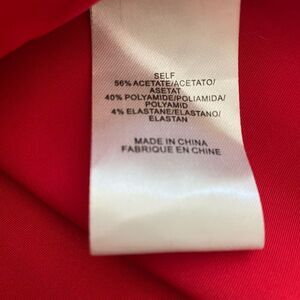 SELF
56% ACETATE/ACETATO/
ASETAT
40% POLYAMIDE/POLIAMIDA/
POLYAMID
4% ELASTANE/ELASTANO/
ELASTAN
MADE IN CHINA
FABRIQUE EN CHINE